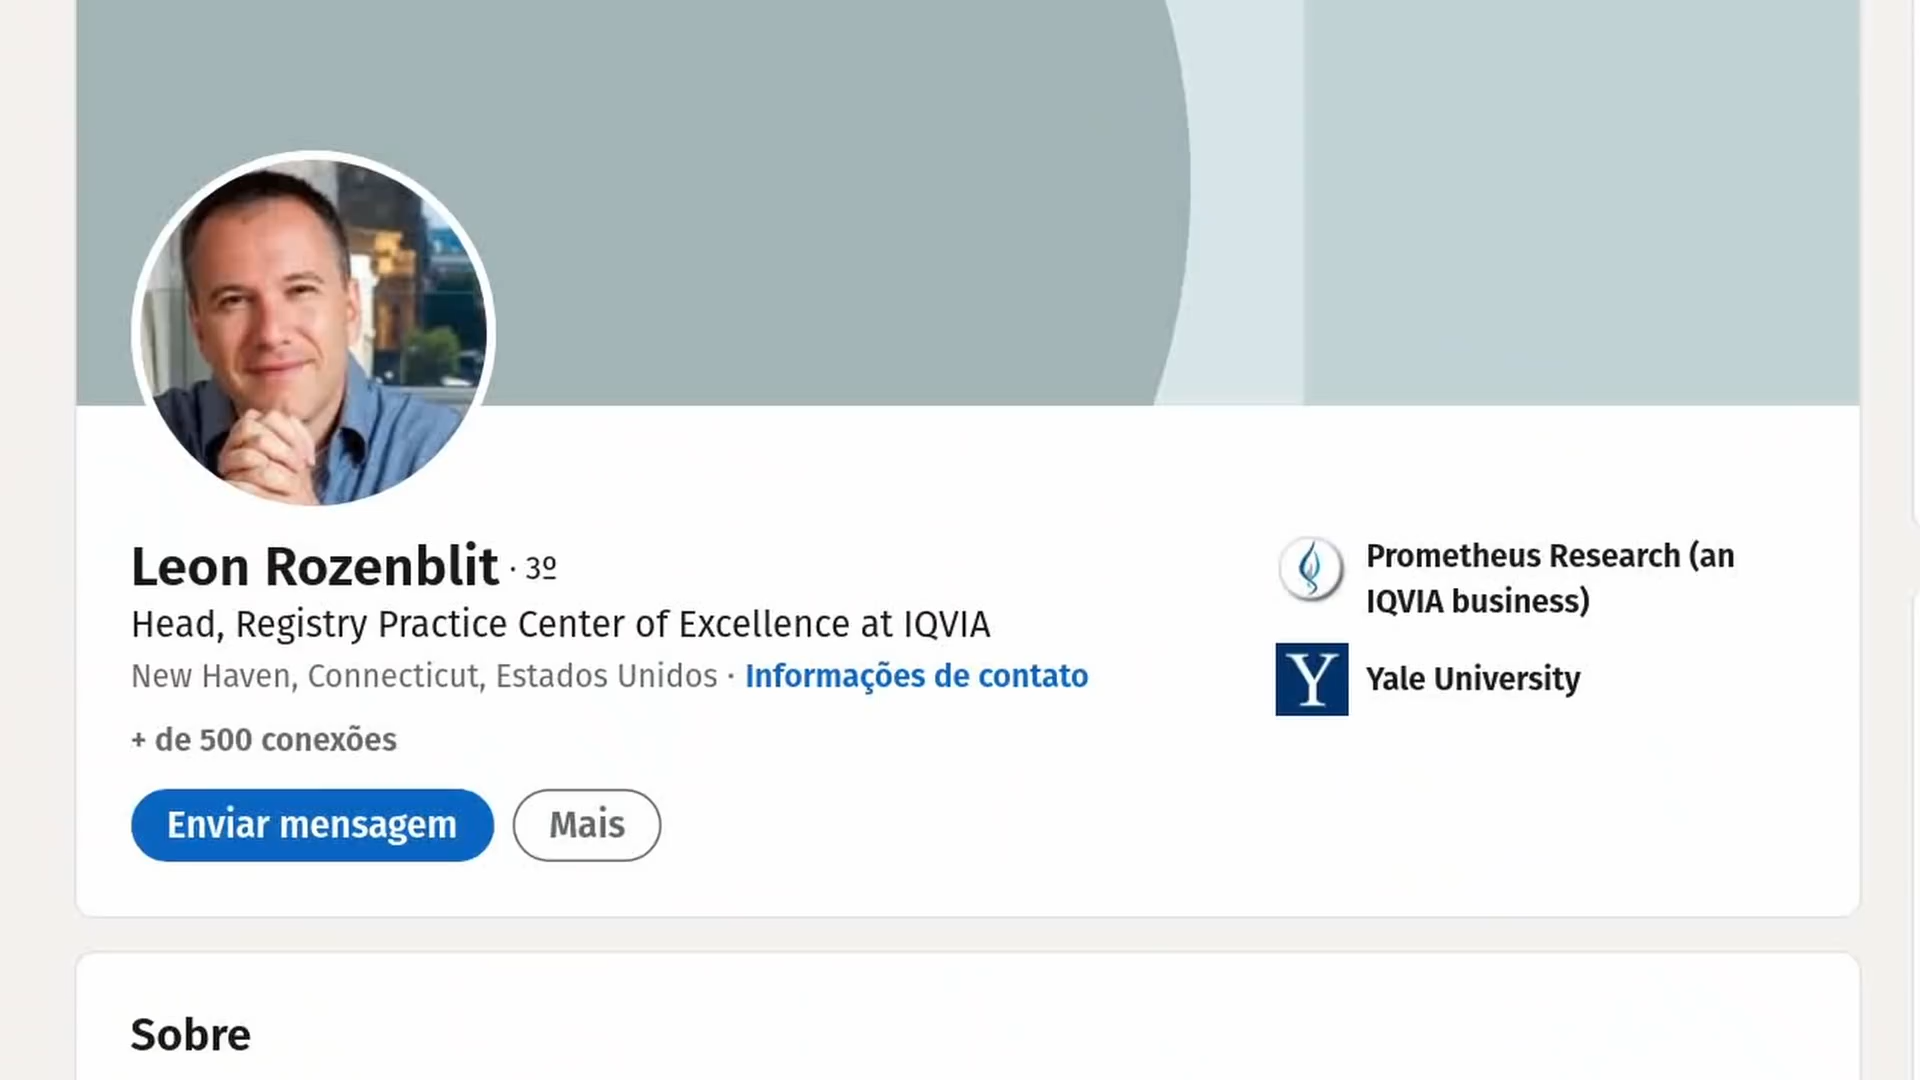 Leon Rozenblit · 3º
Head, Registry Practice Center of Excellence at IQVIA
New Haven, Connecticut, Estados Unidos · Informações de contato
+ de 500 conexões
Enviar mensagem
Mais
Prometheus Research (an
IQVIA business)
Y
Yale University
Sobre